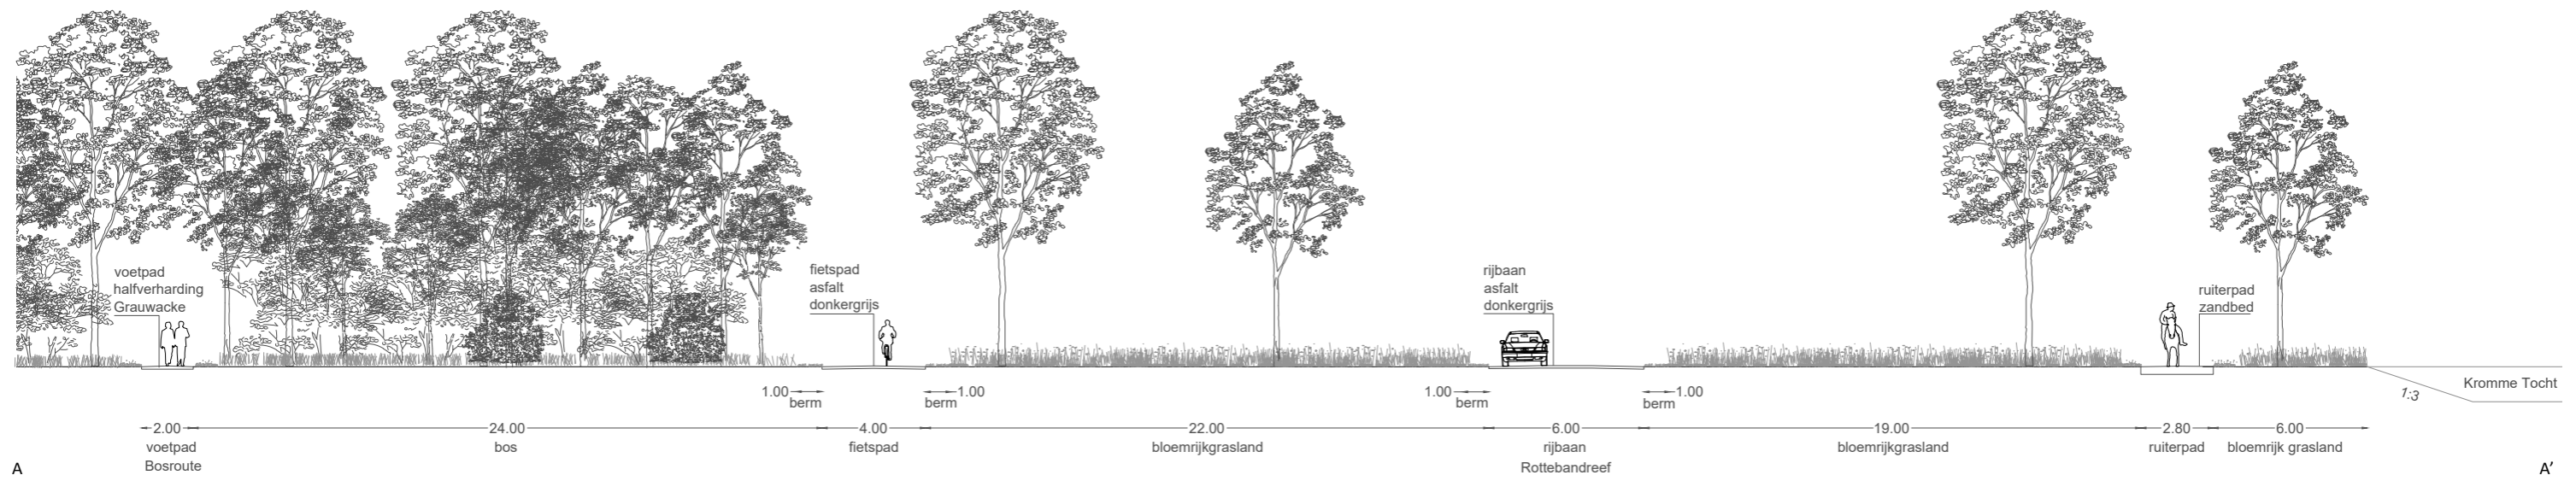 voetpad
halfverharding
Grauwacke
fietspad
asfalt
donkergrijs
rijbaan
asfalt
donkergrijs
ruiterpad
zandbed
Kromme Tocht
1:3
1.00
berm
1.00
berm
1.00
berm
1.00
berm
2.00
voetpad
Bosroute
24.00
bos
4.00
fietspad
22.00
bloemrijkgrasland
6.00
rijbaan
Rottebandreef
19.00
bloemrijkgrasland
2.80
ruiterpad
6.00
bloemrijk grasland
A
A'